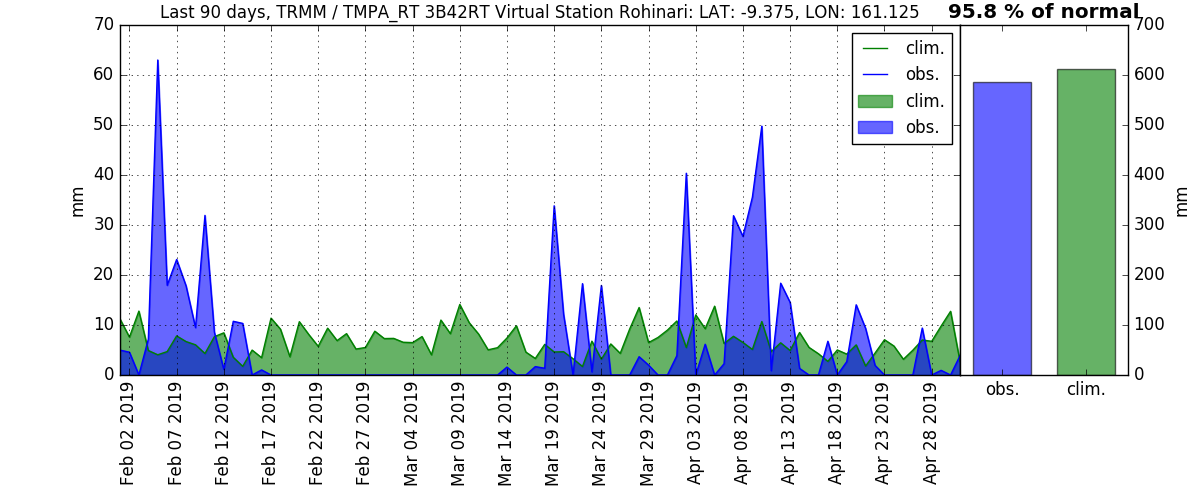 Last 90 days, TRMM / TMPA_RT 3B42RT Virtual Station Rohinari: LAT: -9.375, LON: 161.125
95.8 % of normal
70
60
50
40
30
20
10
0
mm
clim.
obs.
clim.
obs.
700
600
500
400
300
200
100
0
mm
obs.
clim.
Feb 02 2019
Feb 07 2019
Feb 12 2019
Feb 17 2019
Feb 22 2019
Feb 27 2019
Mar 04 2019
Mar 09 2019
Mar 14 2019
Mar 19 2019
Mar 24 2019
Mar 29 2019
Apr 03 2019
Apr 08 2019
Apr 13 2019
Apr 18 2019
Apr 23 2019
Apr 28 2019